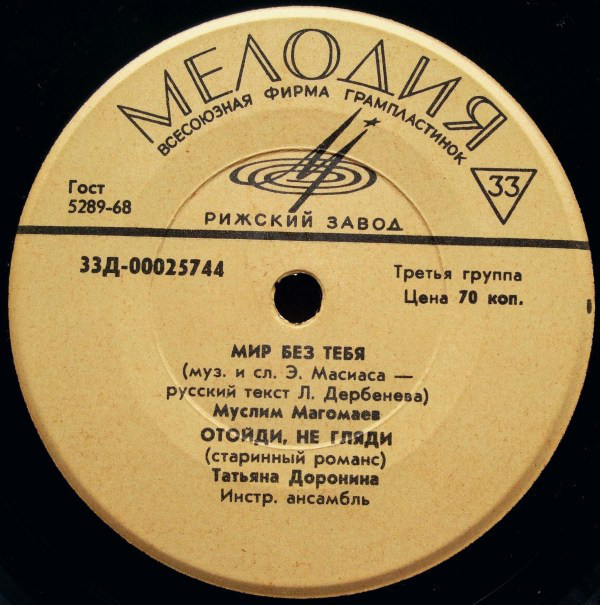 МЕЛОДИЯ
ВСЕСОЮЗНАЯ ФИРМА ГРАМПЛАСТИНОК
33
Гост
5289-68
РИЖСКИЙ ЗАВОД
33Д-00025744
Третья группа
Цена 70 коп.
МИР БЕЗ ТЕБЯ
(муз. и сл. Э. Масиаса —
русский текст Л. Дербенева)
Муслим Магомаев
ОТОЙДИ, НЕ ГЛЯДИ
(старинный романс)
Татьяна Доронина
Инстр. ансамбль